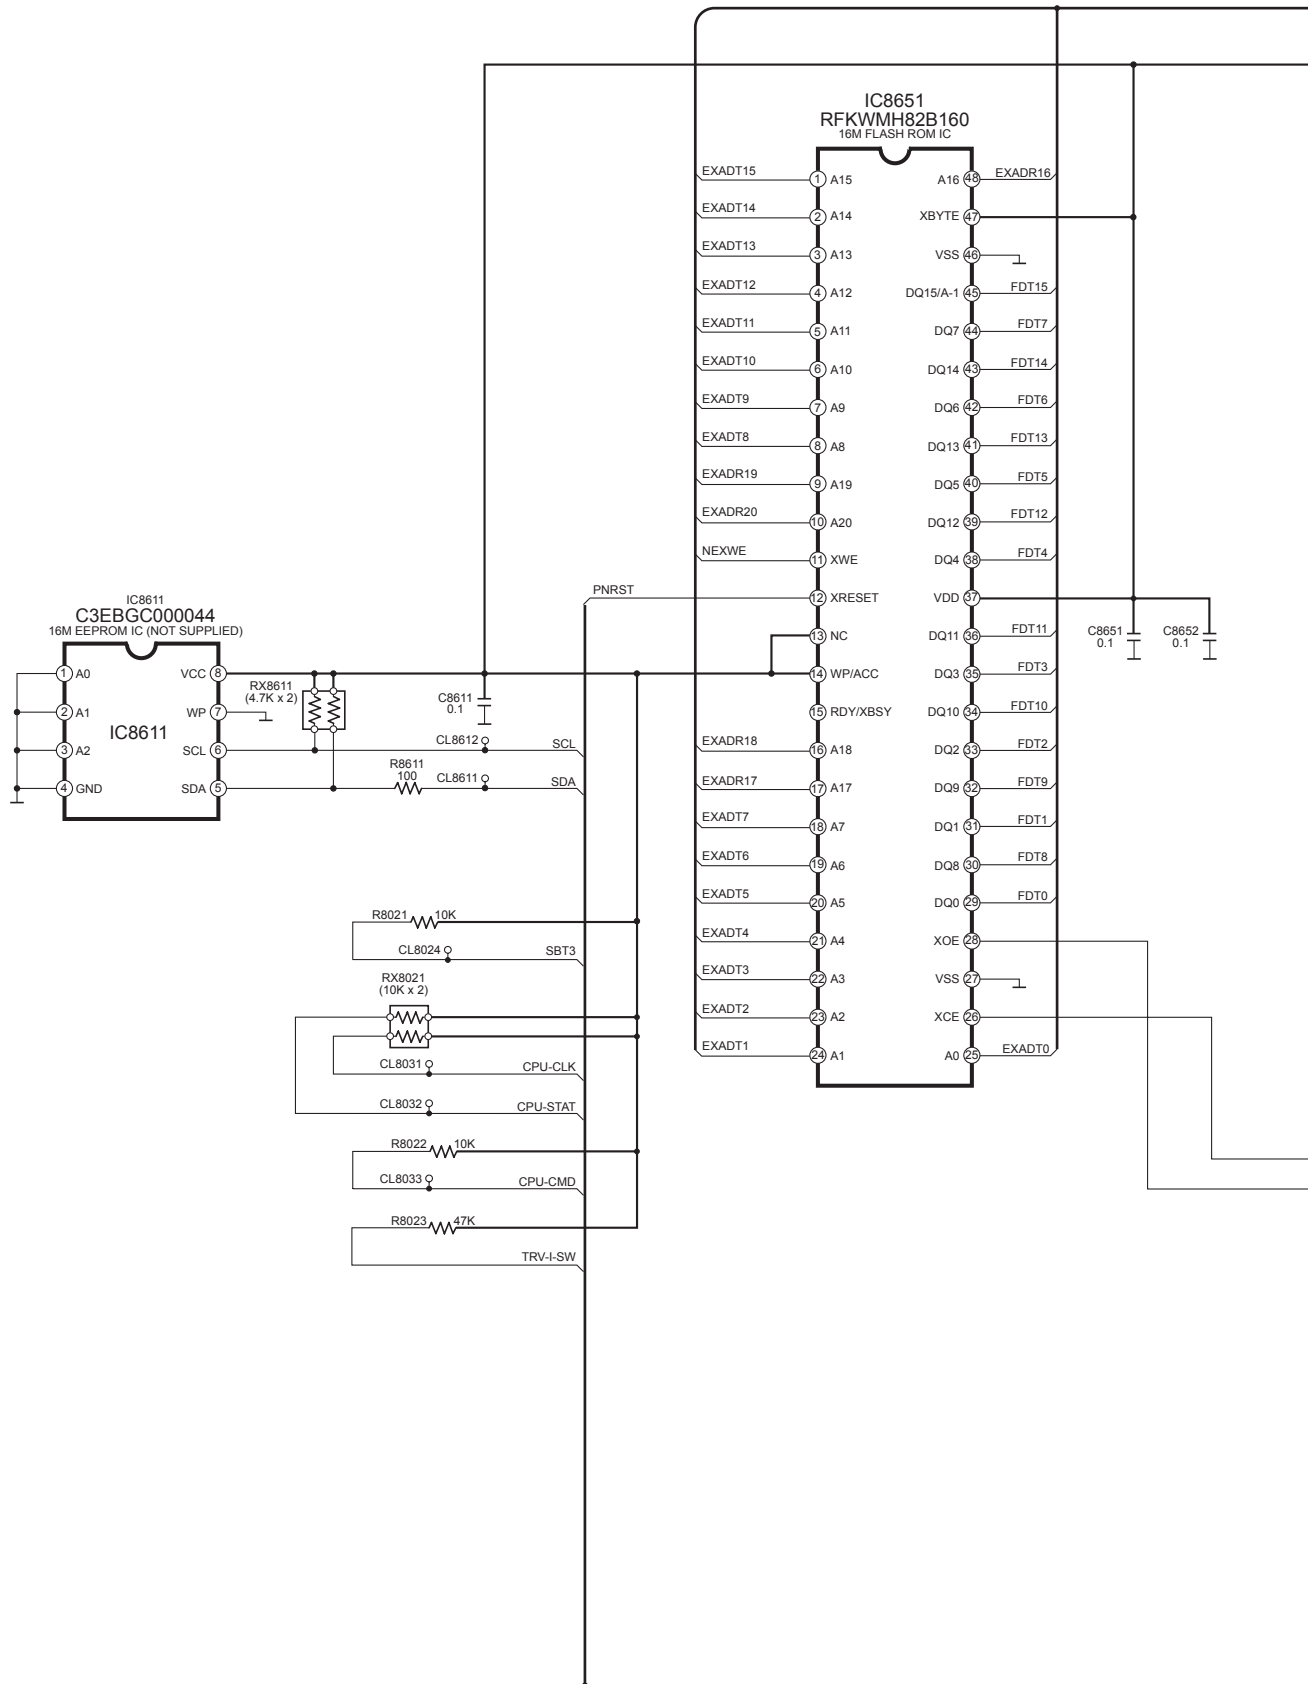 IC8651
RFKWMH82B160
16M FLASH ROM IC
EXADT15 1 A15 A16 48 EXADR16
EXADT14 2 A14 XBYTE 47
EXADT13 3 A13 VSS 46
EXADT12 4 A12 DQ15/A-1 45 FDT15
EXADT11 5 A11 DQ7 44 FDT7
EXADT10 6 A10 DQ14 43 FDT14
EXADT9 7 A9 DQ6 42 FDT6
EXADT8 8 A8 DQ13 41 FDT13
EXADR19 9 A19 DQ5 40 FDT5
EXADR20 10 A20 DQ12 39 FDT12
NEXWE 11 XWE DQ4 38 FDT4
PNRST 12 XRESET VDD 37
13 NC DQ11 36 FDT11
14 WP/ACC DQ3 35 FDT3
15 RDY/XBSY DQ10 34 FDT10
EXADR18 16 A18 DQ2 33 FDT2
EXADR17 17 A17 DQ9 32 FDT9
EXADT7 18 A7 DQ1 31 FDT1
EXADT6 19 A6 DQ8 30 FDT8
EXADT5 20 A5 DQ0 29 FDT0
EXADT4 21 A4 XOE 28
EXADT3 22 A3 VSS 27
EXADT2 23 A2 XCE 26
EXADT1 24 A1 A0 25 EXADT0
C8651
0.1
C8652
0.1
IC8611
C3EBGC000044
16M EEPROM IC (NOT SUPPLIED)
1 A0 VCC 8
2 A1 WP 7
IC8611
3 A2 SCL 6
4 GND SDA 5
RX8611
(4.7K x 2)
C8611
0.1
CL8612 SCL
R8611
100
CL8611 SDA
R8021 10K
CL8024 SBT3
RX8021
(10K x 2)
CL8031 CPU-CLK
CL8032 CPU-STAT
R8022 10K
CL8033 CPU-CMD
R8023 47K
TRV-I-SW